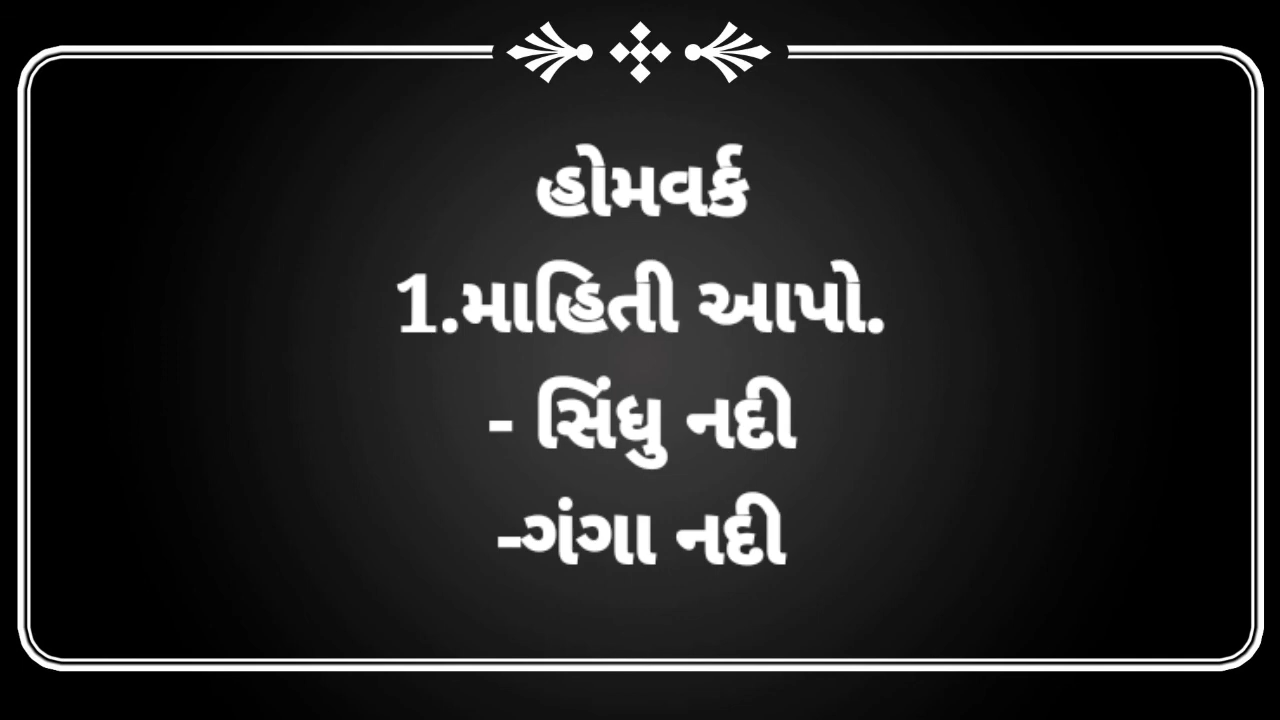 હોમવર્ક
1.માહિતી આપો.
- સિંધુ નદી
-ગંગા નદી